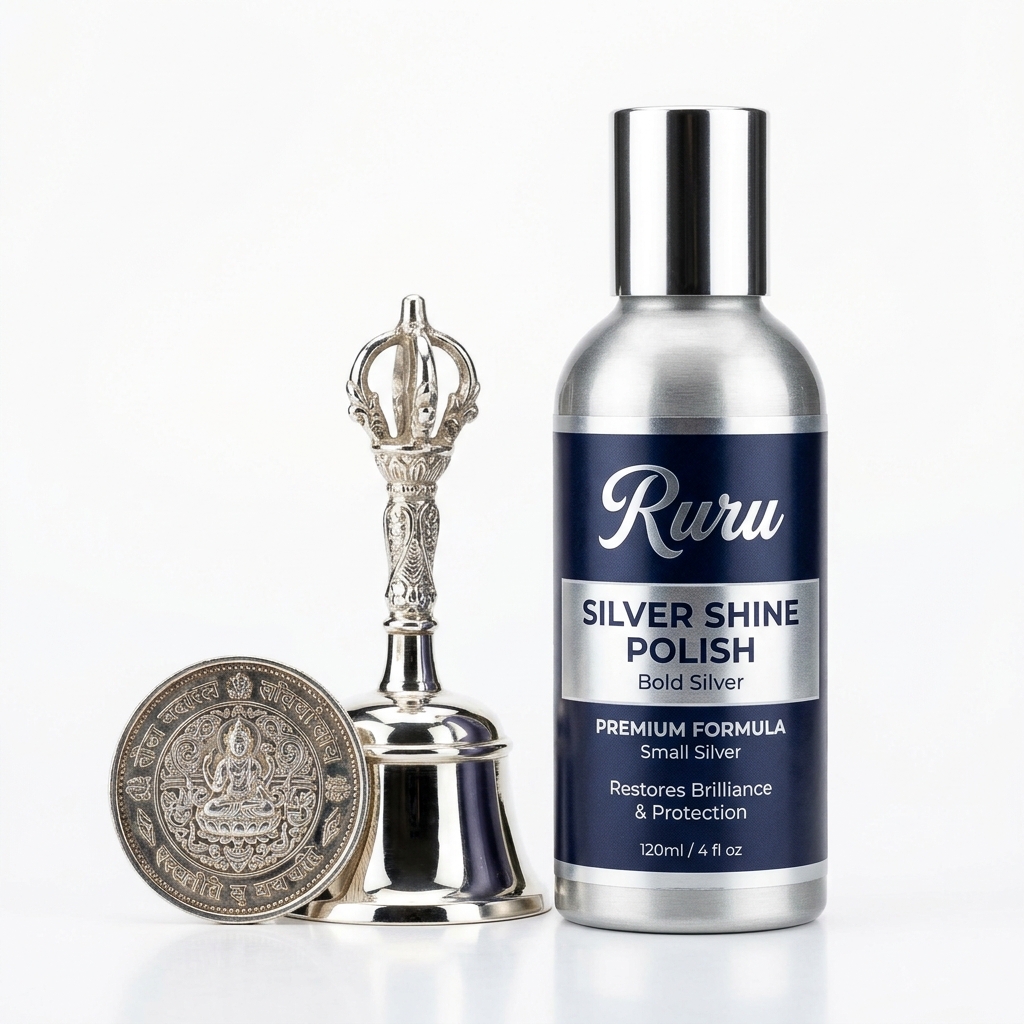 Ruru
SILVER SHINE
POLISH
Bold Silver
PREMIUM FORMULA
Small Silver
Restores Brilliance
& Protection
120ml / 4 fl oz